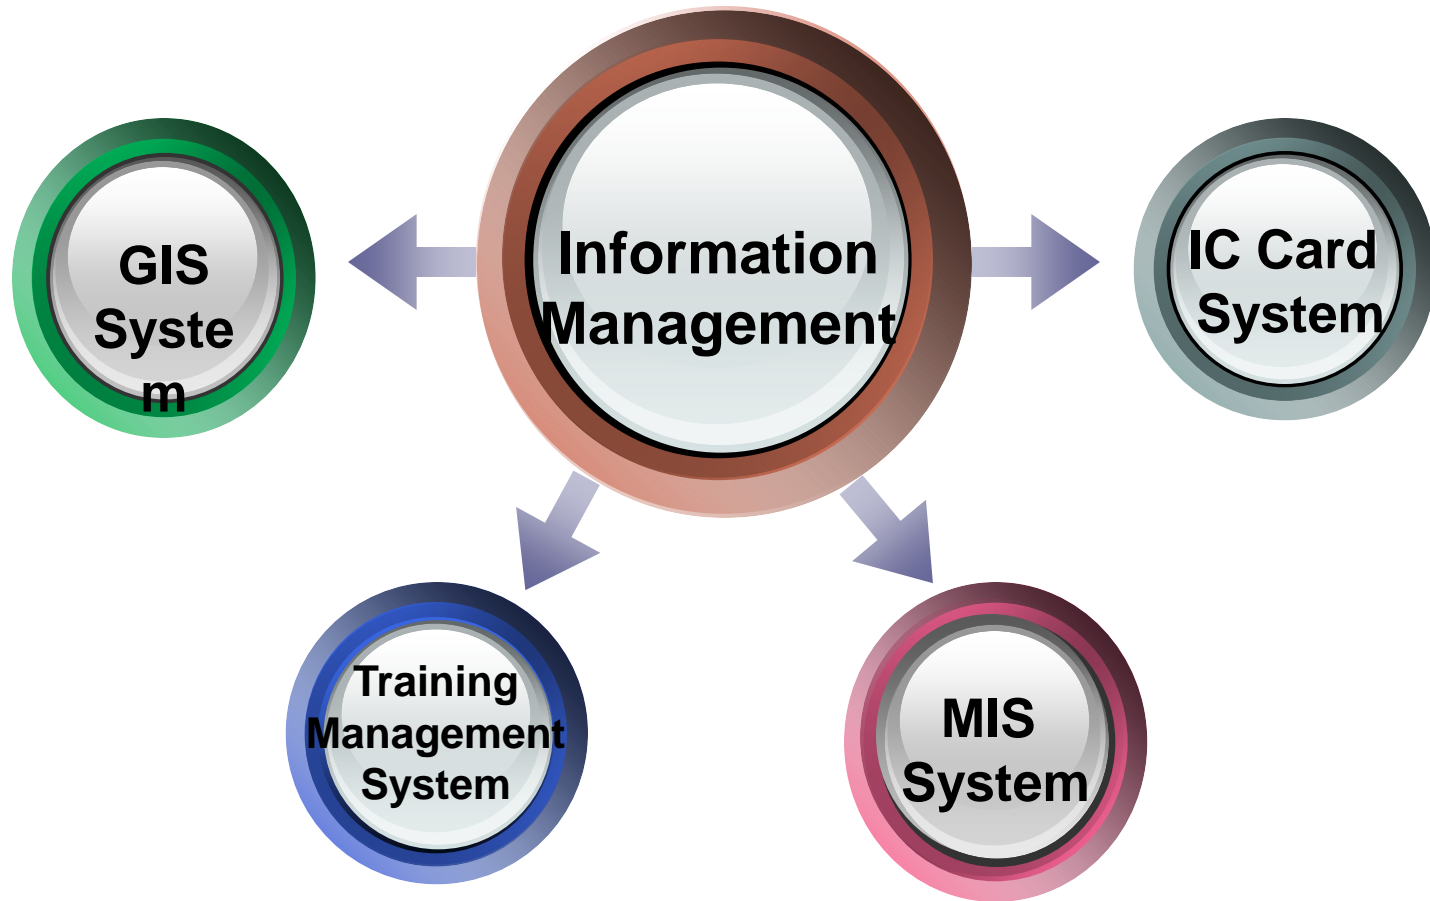 Information
Management
GIS
Syste
m
IC Card
System
Training
Management
System
MIS
System